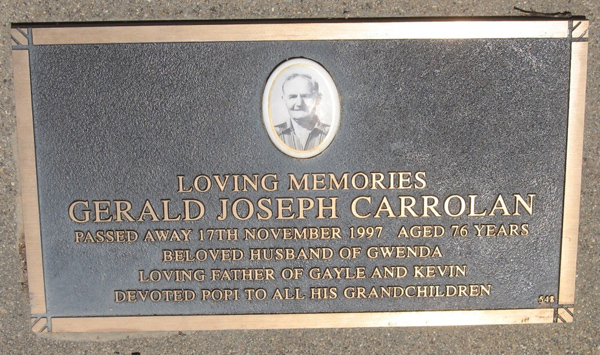 LOVING MEMORIES
GERALD JOSEPH CARROLAN
PASSED AWAY 17TH NOVEMBER 1997 AGED 76 YEARS
BELOVED HUSBAND OF GWENDA
LOVING FATHER OF GAYLE AND KEVIN
DEVOTED POPI TO ALL HIS GRANDCHILDREN
548